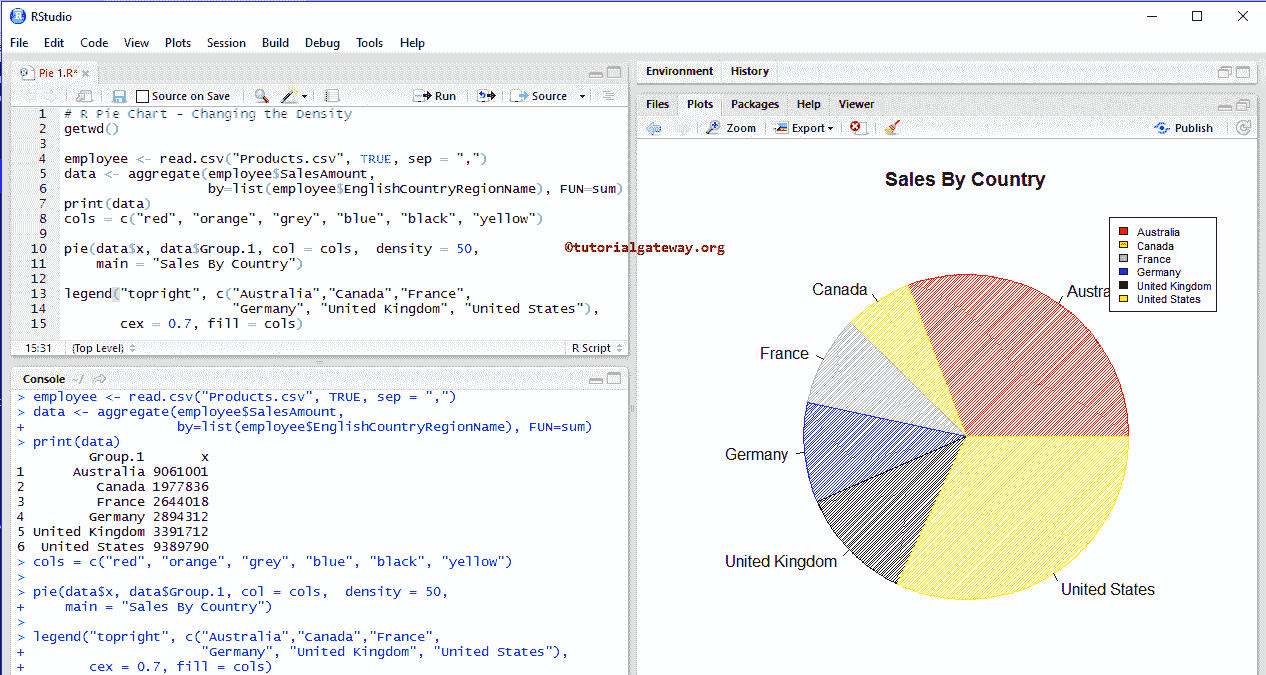 RStudio
File Edit Code View Plots Session Build Debug Tools Help
Pie 1.R*
Source on Save Run Source
1 # R Pie Chart - Changing the Density
2 getwd()
3
4 employee <- read.csv("Products.csv", TRUE, sep = ",")
5 data <- aggregate(employee$SalesAmount,
6 by=list(employee$EnglishCountryRegionName), FUN=sum)
7 print(data)
8 cols = c("red", "orange", "grey", "blue", "black", "yellow")
9
10 pie(data$x, data$Group.1, col = cols, density = 50,
11 main = "Sales By Country")
12
13 legend("topright", c("Australia","Canada","France",
14 "Germany", "United Kingdom", "United States"),
15 cex = 0.7, fill = cols)
15:31 (Top Level) R Script
Console ~/
> employee <- read.csv("Products.csv", TRUE, sep = ",")
> data <- aggregate(employee$SalesAmount,
+ by=list(employee$EnglishCountryRegionName), FUN=sum)
> print(data)
Group.1 x
1 Australia 9061001
2 Canada 1977836
3 France 2644018
4 Germany 2894312
5 United Kingdom 3391712
6 United States 9389790
> cols = c("red", "orange", "grey", "blue", "black", "yellow")
>
> pie(data$x, data$Group.1, col = cols, density = 50,
+ main = "Sales By Country")
>
> legend("topright", c("Australia","Canada","France",
+ "Germany", "United Kingdom", "United States"),
+ cex = 0.7, fill = cols)
Environment History
Files Plots Packages Help Viewer
Zoom Export Publish
Sales By Country
©tutorialgateway.org
Australia
Canada
France
Germany
United Kingdom
United States
Canada
Austra
France
Germany
United Kingdom
United States